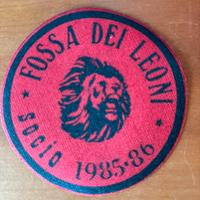 ★ FOSSA DEI LEONI ★
socio 1985·86